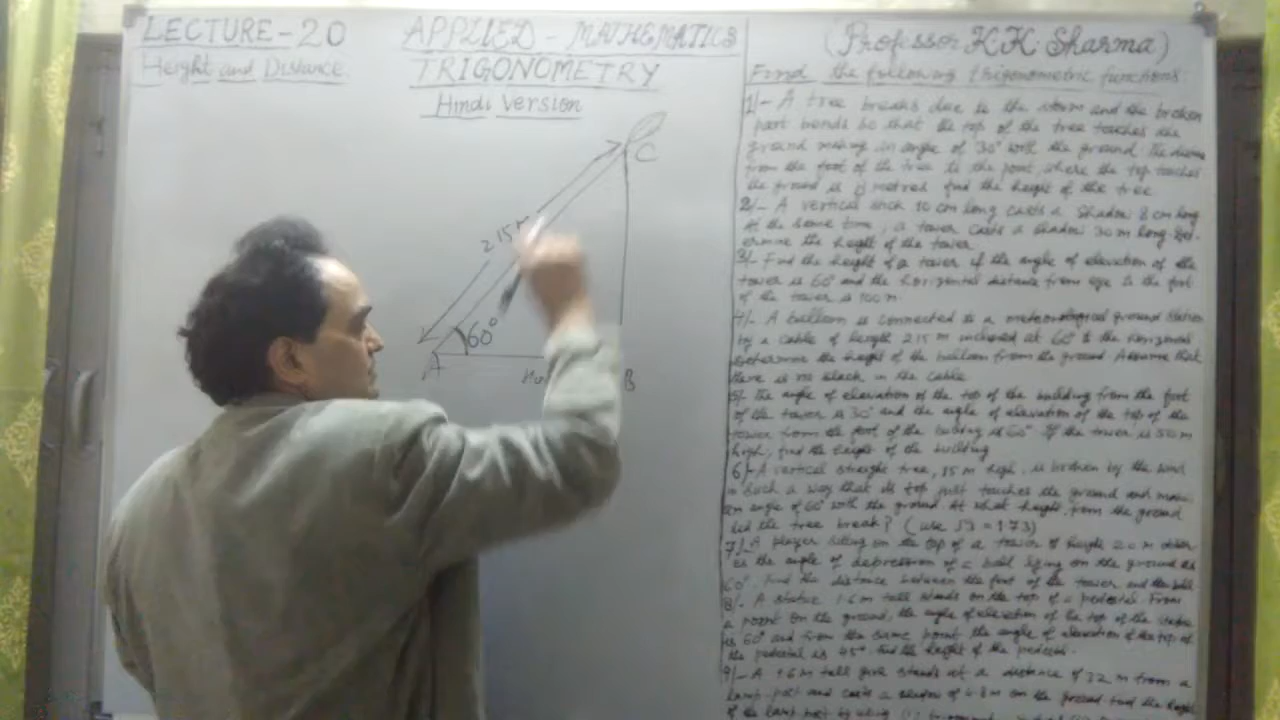 LECTURE-20
Height and Distance
APPLIED - MATHEMATICS
TRIGONOMETRY
Hindi Version
C
215
60°
A
B
(Professor K.K. Sharma)
Find the following trigonometric functions:
1/- A tree breaks due to the storm and the broken
part bends so that the top of the tree touches the
ground making an angle of 30° with the ground. The
from the foot of the tree to the point where the top touches
the ground is 8 metres find the height of the tree
2/- A vertical stick 10 cm long casts a shadow 8 cm long
At the same time, a tower casts a shadow 30 m long. Det-
ermine the height of the tower
3/- Find the height of a tower if the angle of elevation of the
tower is 60° and the horizontal distance from eye to the foot
of the tower is 100 m.
4/- A balloon is connected to a meteorological ground station
by a cable of length 215 m inclined at 60° to the horizontal
Determine the height of the balloon from the ground. Assume that
there is no slack in the cable
5/- The angle of elevation of the top of the building from the foot
of the tower is 30° and the angle of elevation of the top of the
tower from the foot of the building is 60°. If the tower is 50 m
high, find the height of the building
6/- A vertical straight tree, 15 m high, is broken by the wind
in such a way that its top just touches the ground and makes
an angle of 60° with the ground. At what height from the ground
did the tree break? (use √3 = 1.73)
7/- A player sitting on the top of a tower of height 20 m obser
es the angle of depression of a ball lying on the ground as
60°. Find the distance between the foot of the tower and the ball
8/- A statue 1.6 m tall stands on the top of a pedestal. From
a point on the ground, the angle of elevation of the top of the statue
is 60° and from the same point the angle of elevation of the top of
the pedestal is 45°. Find the height of the pedestal.
9/- A 1.6 m tall girl stands at a distance of 3.2 m from a
lamp-post and casts a shadow of 4.8 m on the ground. Find the height
of the lamp post by using